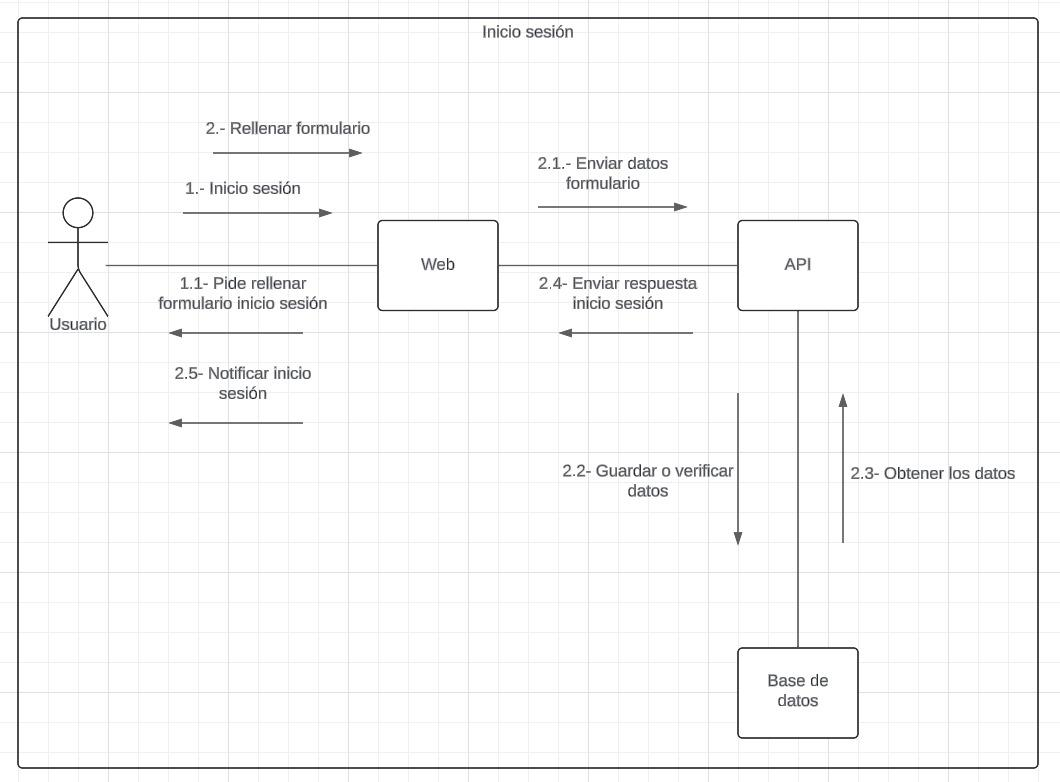 Inicio sesión
2.- Rellenar formulario
2.1.- Enviar datos
formulario
1.- Inicio sesión
Web
API
1.1- Pide rellenar
formulario inicio sesión
2.4- Enviar respuesta
inicio sesión
Usuario
2.5- Notificar inicio
sesión
2.2- Guardar o verificar
datos
2.3- Obtener los datos
Base de
datos